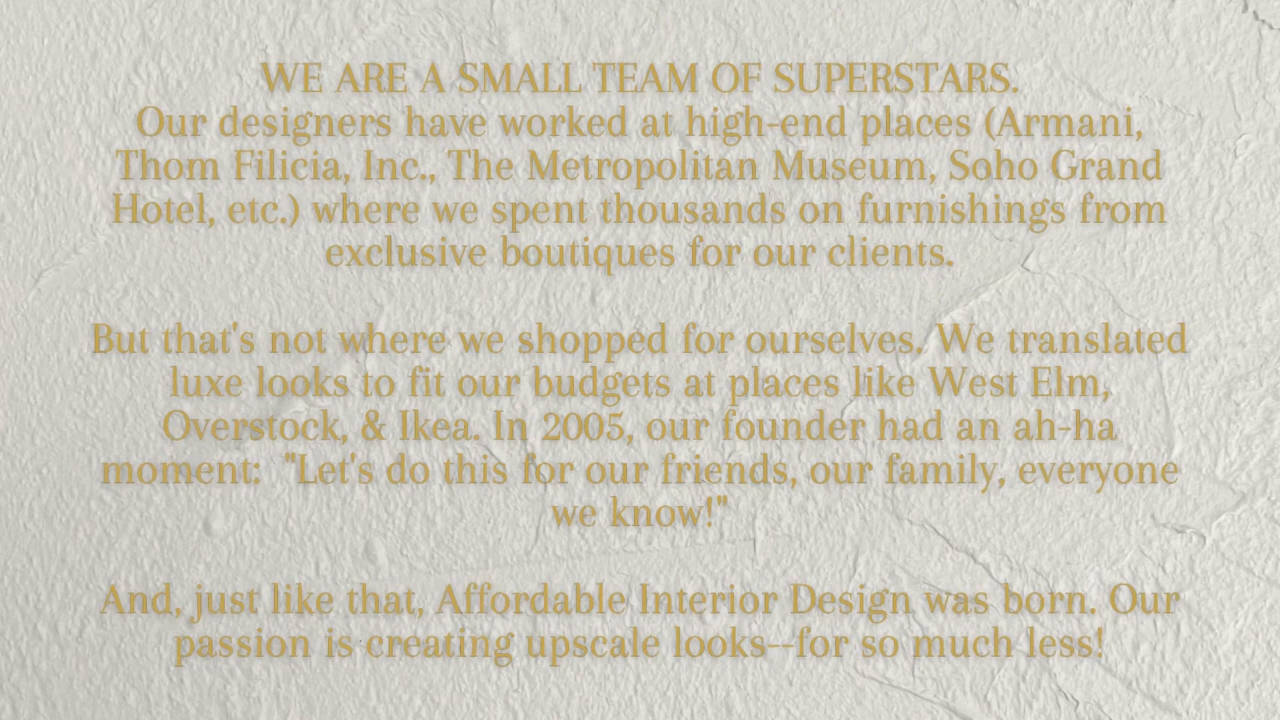 WE ARE A SMALL TEAM OF SUPERSTARS.
Our designers have worked at high-end places (Armani,
Thom Filicia, Inc., The Metropolitan Museum, Soho Grand
Hotel, etc.) where we spent thousands on furnishings from
exclusive boutiques for our clients.
But that's not where we shopped for ourselves. We translated
luxe looks to fit our budgets at places like West Elm,
Overstock, & Ikea. In 2005, our founder had an ah-ha
moment:  "Let's do this for our friends, our family, everyone
we know!"
And, just like that, Affordable Interior Design was born. Our
passion is creating upscale looks--for so much less!